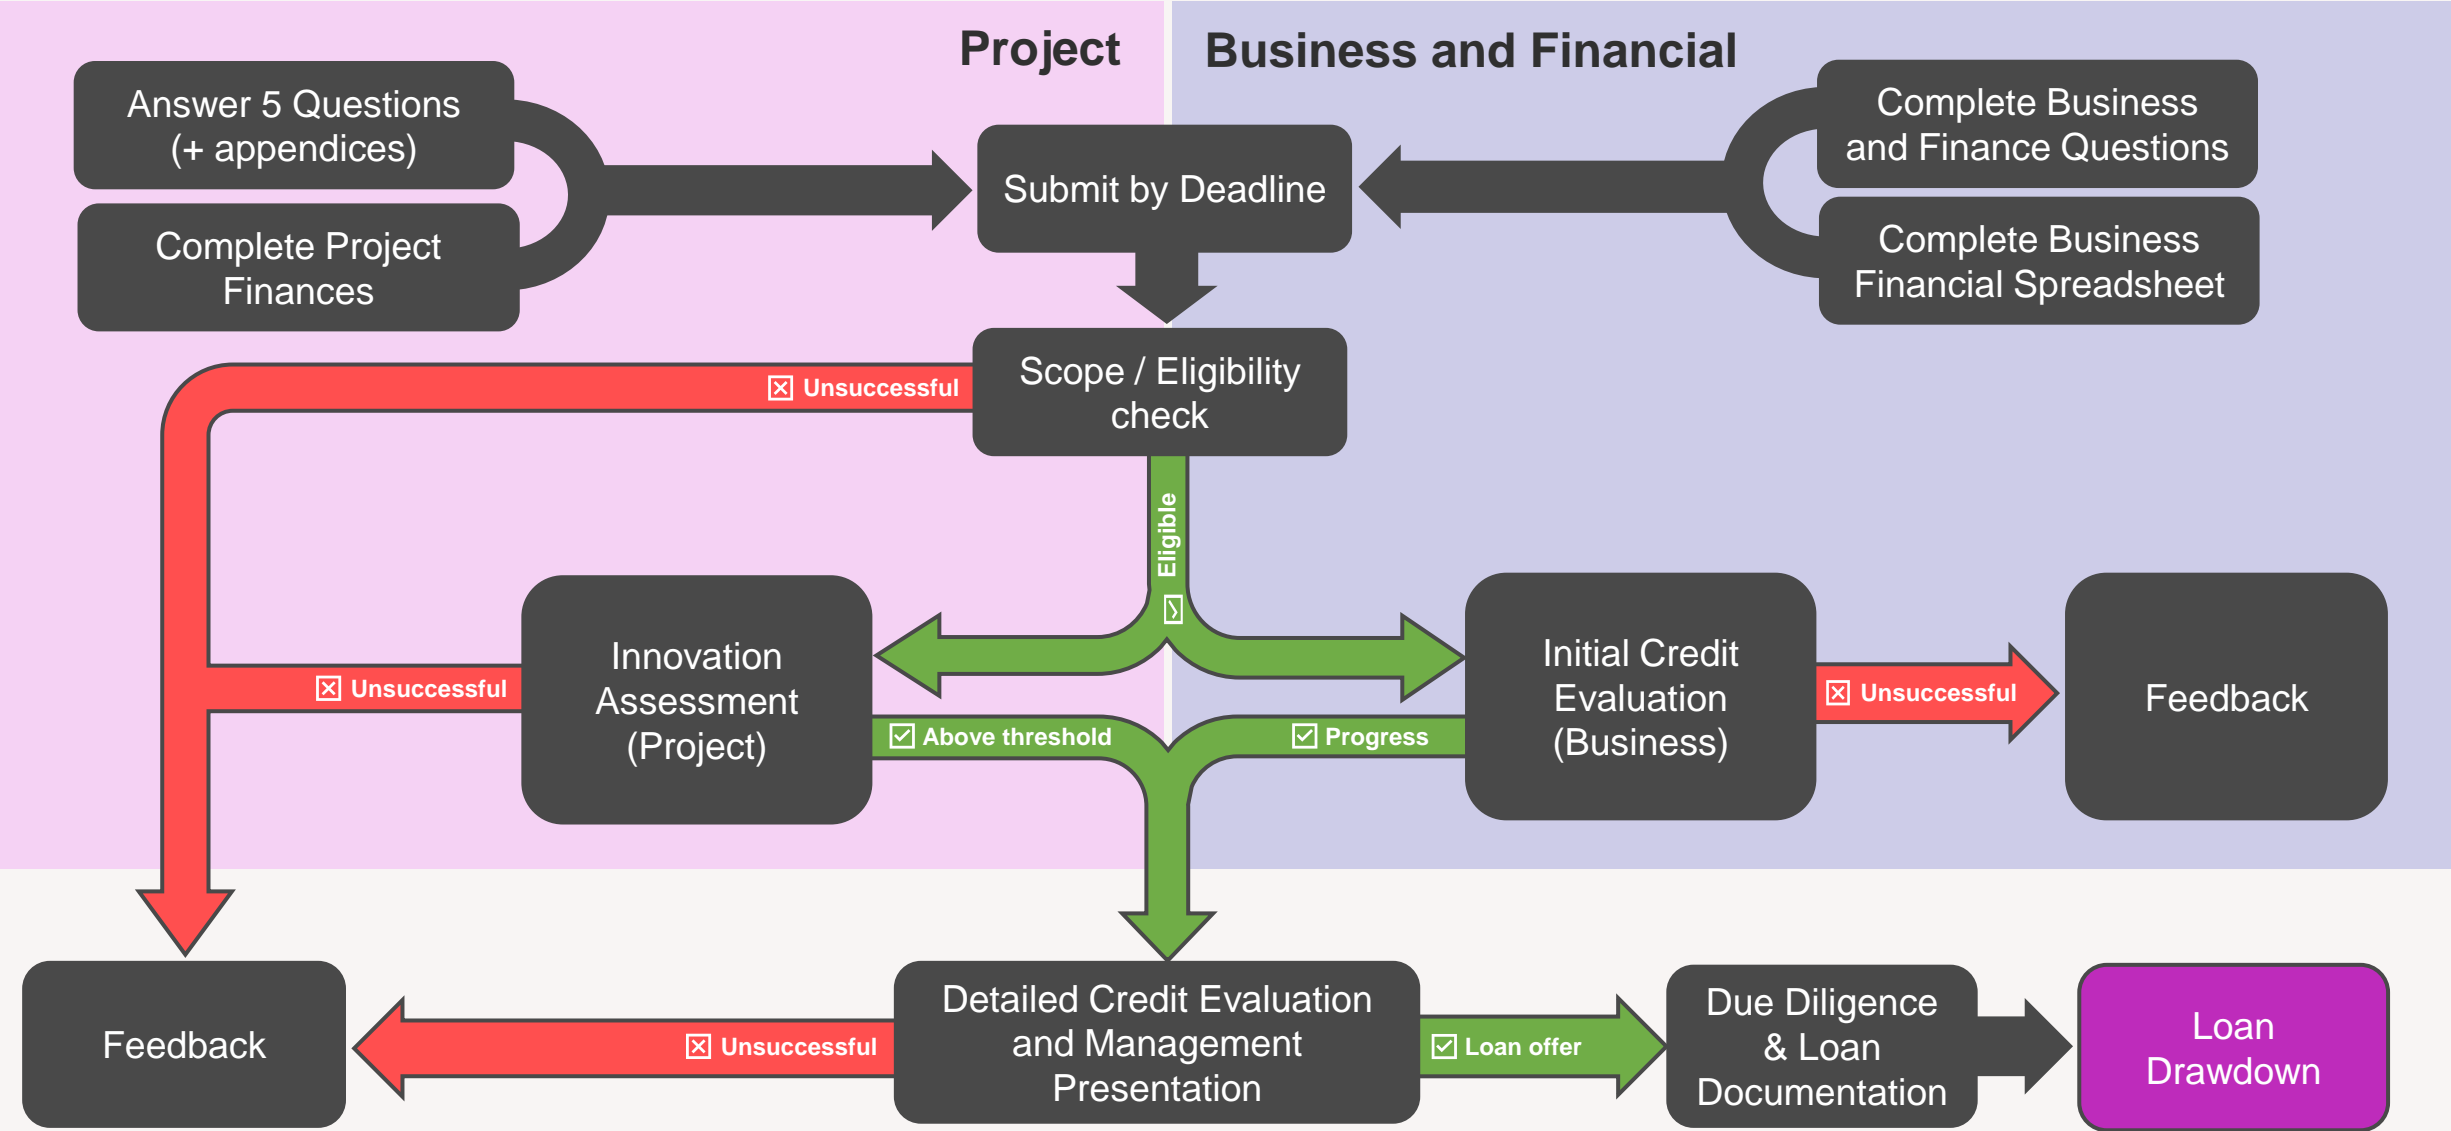 Project
Business and Financial
Answer 5 Questions
(+ appendices)
Complete Project
Finances
Submit by Deadline
Complete Business
and Finance Questions
Complete Business
Financial Spreadsheet
Scope / Eligibility
check
Unsuccessful
Eligible
Innovation
Assessment
(Project)
Unsuccessful
Above threshold
Initial Credit
Evaluation
(Business)
Progress
Unsuccessful
Feedback
Feedback
Unsuccessful
Detailed Credit Evaluation
and Management
Presentation
Loan offer
Due Diligence
& Loan
Documentation
Loan
Drawdown